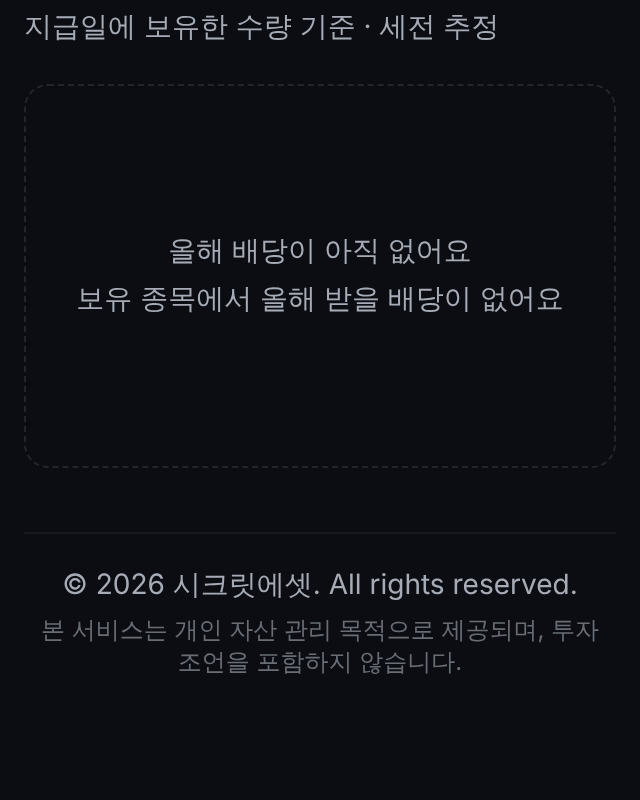 지급일에 보유한 수량 기준 · 세전 추정
올해 배당이 아직 없어요
보유 종목에서 올해 받을 배당이 없어요
© 2026 시크릿에셋. All rights reserved.
본 서비스는 개인 자산 관리 목적으로 제공되며, 투자
조언을 포함하지 않습니다.